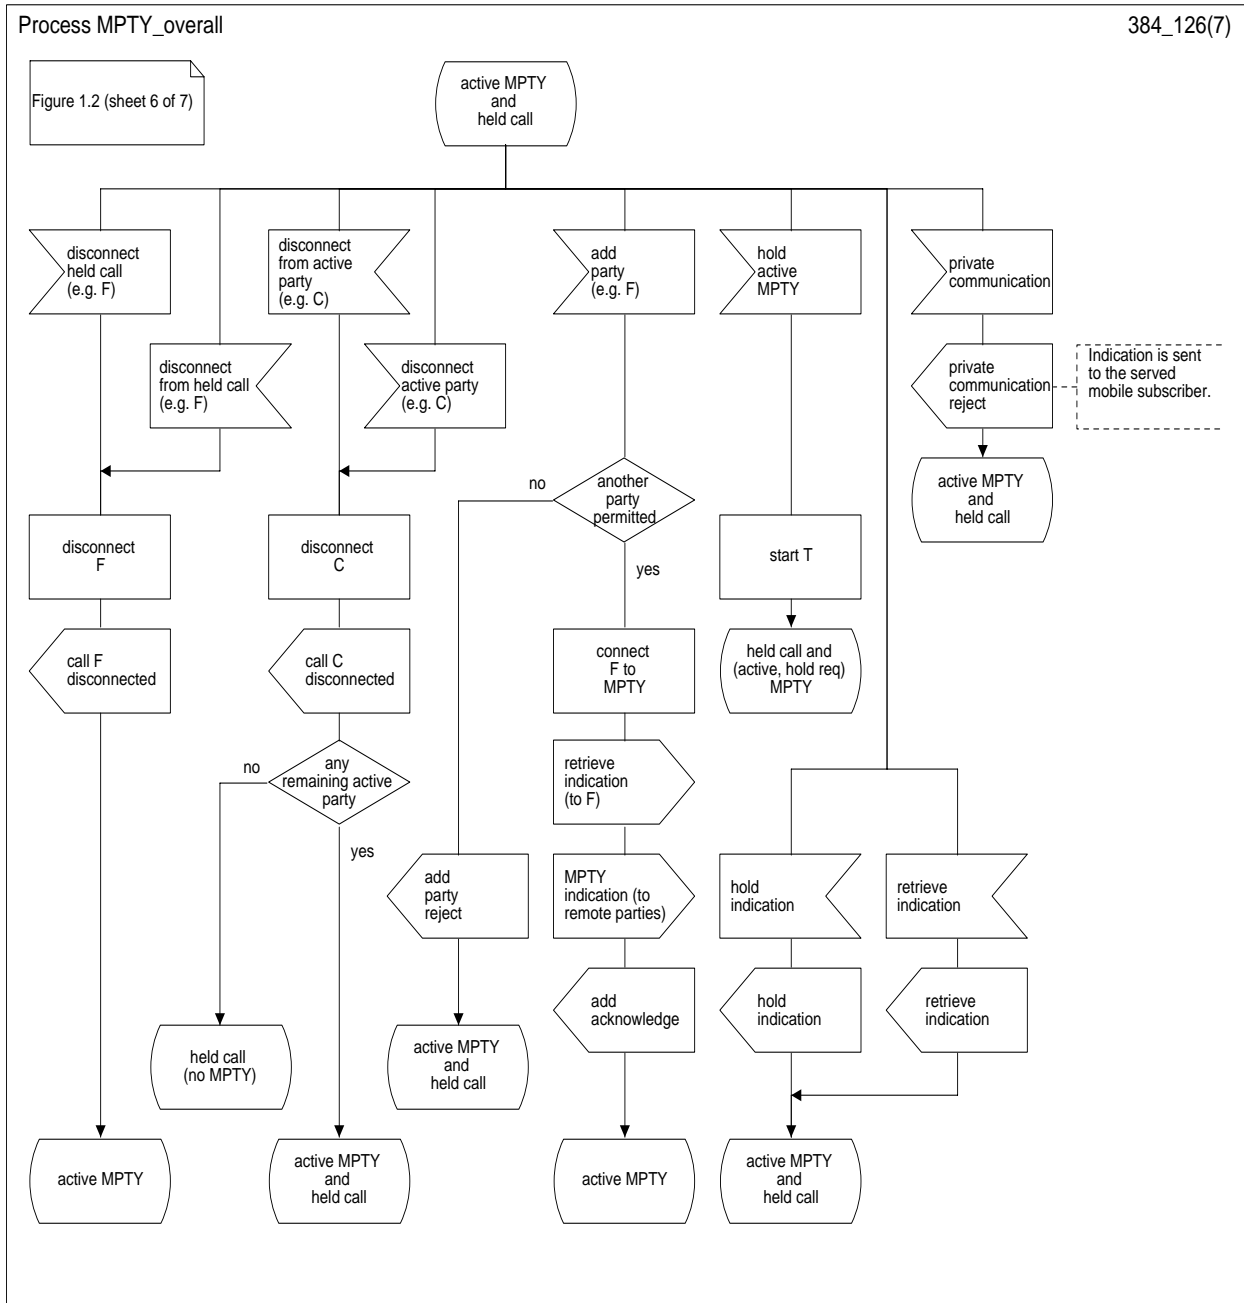 Process MPTY_overall
384_126(7)
Figure 1.2 (sheet 6 of 7)
active MPTY
and
held call
disconnect
held call
(e.g. F)
disconnect
from active
party
(e.g. C)
add
party
(e.g. F)
hold
active
MPTY
private
communication
disconnect
from held call
(e.g. F)
disconnect
active party
(e.g. C)
private
communication
reject
Indication is sent
to the served
mobile subscriber.
no
another
party
permitted
yes
active MPTY
and
held call
disconnect
F
disconnect
C
start T
call F
disconnected
call C
disconnected
connect
F to
MPTY
held call and
(active, hold req)
MPTY
no
any
remaining active
party
yes
retrieve
indication
(to F)
add
party
reject
MPTY
indication (to
remote parties)
hold
indication
retrieve
indication
add
acknowledge
hold
indication
retrieve
indication
held call
(no MPTY)
active MPTY
and
held call
active MPTY
active MPTY
and
held call
active MPTY
active MPTY
and
held call